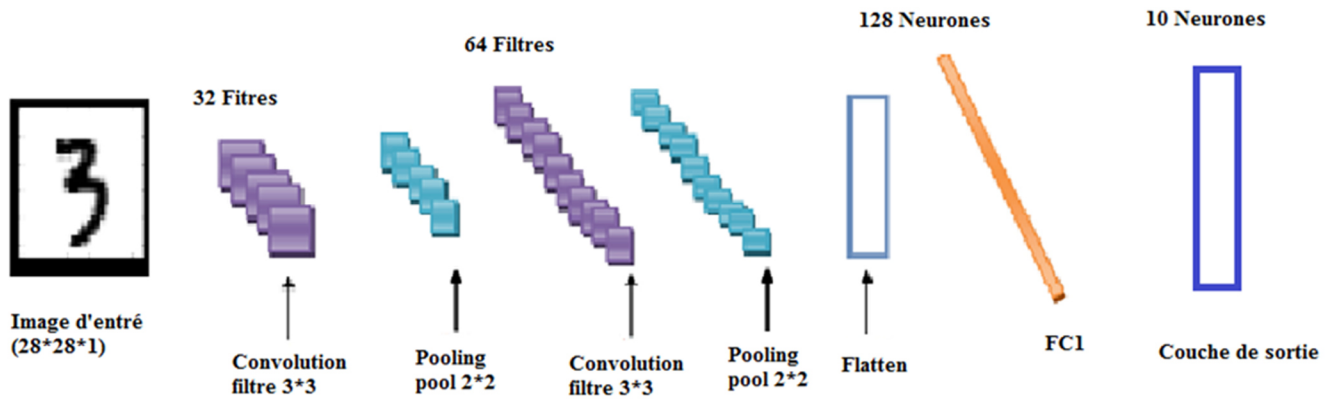 128 Neurones
10 Neurones
64 Filtres
32 Fitres
3
Image d'entré
(28*28*1)
Convolution
filtre 3*3
Pooling
pool 2*2
Convolution
filtre 3*3
Pooling
pool 2*2
Flatten
FC1
Couche de sortie